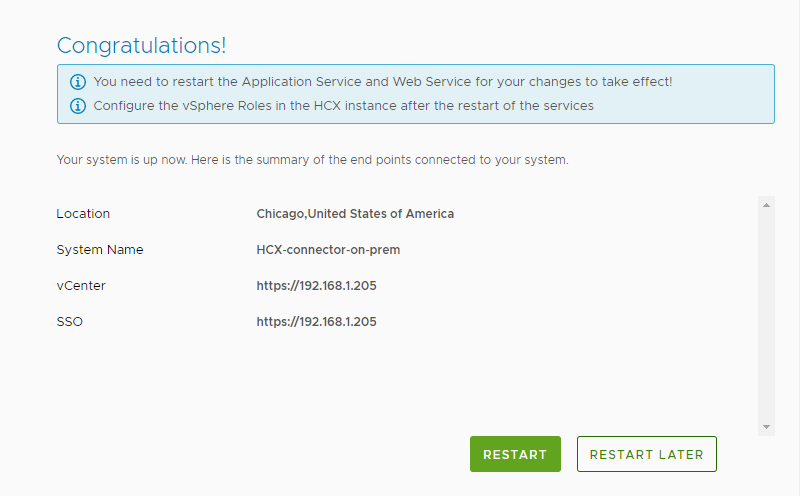 Congratulations!
You need to restart the Application Service and Web Service for your changes to take effect!
Configure the vSphere Roles in the HCX instance after the restart of the services
Your system is up now. Here is the summary of the end points connected to your system.
Location Chicago,United States of America
System Name HCX-connector-on-prem
vCenter https://192.168.1.205
SSO https://192.168.1.205
RESTART RESTART LATER